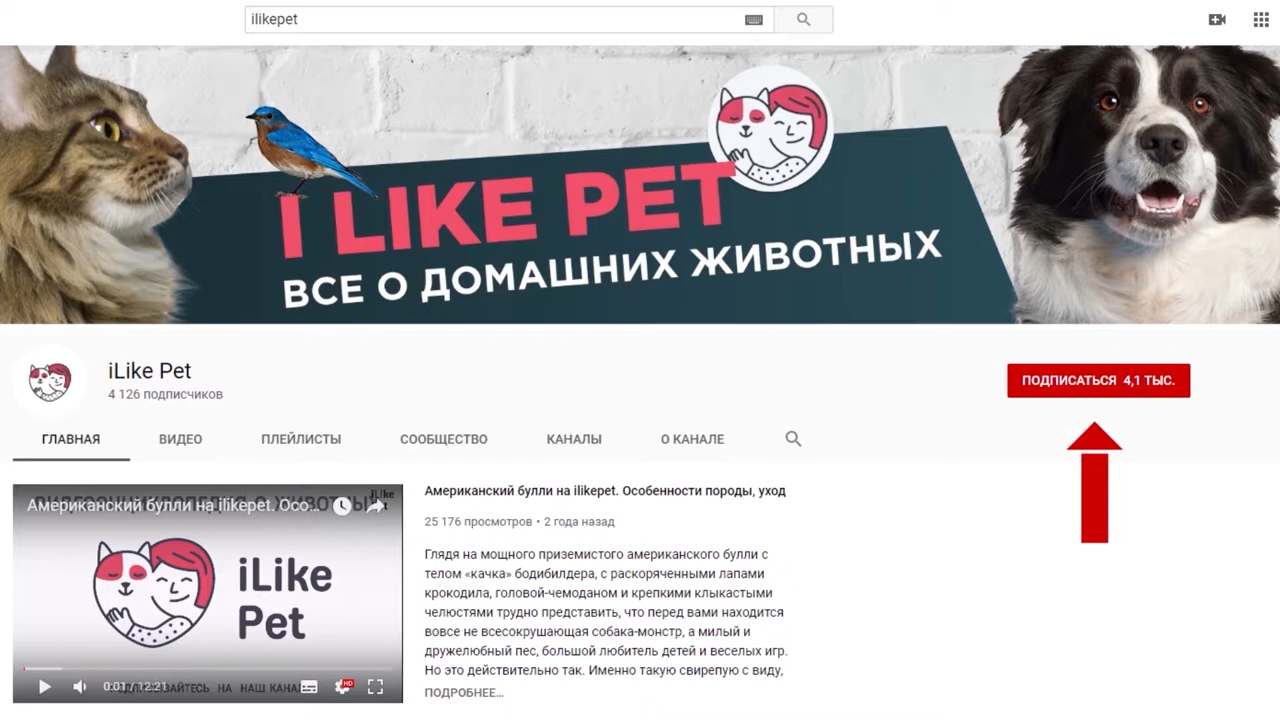 ilikepet
I LIKE PET
ВСЕ О ДОМАШНИХ ЖИВОТНЫХ
iLike Pet
4 126 подписчиков
ПОДПИСАТЬСЯ 4,1 ТЫС.
ГЛАВНАЯ ВИДЕО ПЛЕЙЛИСТЫ СООБЩЕСТВО КАНАЛЫ О КАНАЛЕ
Американский булли на ilikepet. Осо...
iLike
Pet
0:01 / 12:21
HD
НА НАШ
Американский булли на ilikepet. Особенности породы, уход
25 176 просмотров • 2 года назад
Глядя на мощного приземистого американского булли с
телом «качка» бодибилдера, с раскоряченными лапами
крокодила, головой-чемоданом и крепкими клыкастыми
челюстями трудно представить, что перед вами находится
вовсе не всесокрушающая собака-монстр, а милый и
дружелюбный пес, большой любитель детей и веселых игр.
Но это действительно так. Именно такую свирепую с виду,
ПОДРОБНЕЕ...